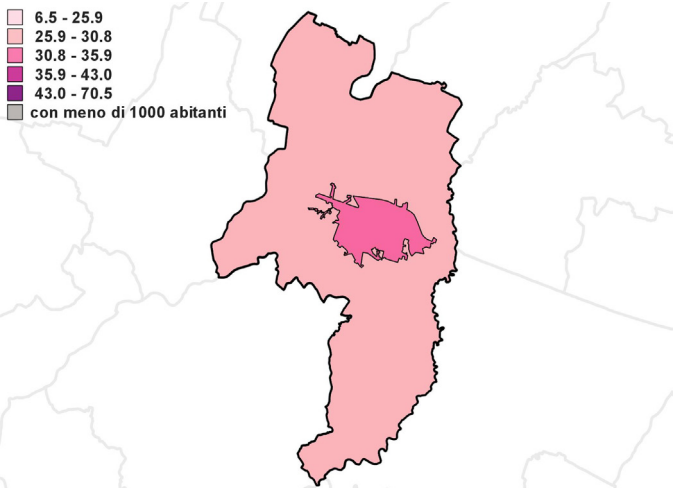 6.5 - 25.9
25.9 - 30.8
30.8 - 35.9
35.9 - 43.0
43.0 - 70.5
con meno di 1000 abitanti